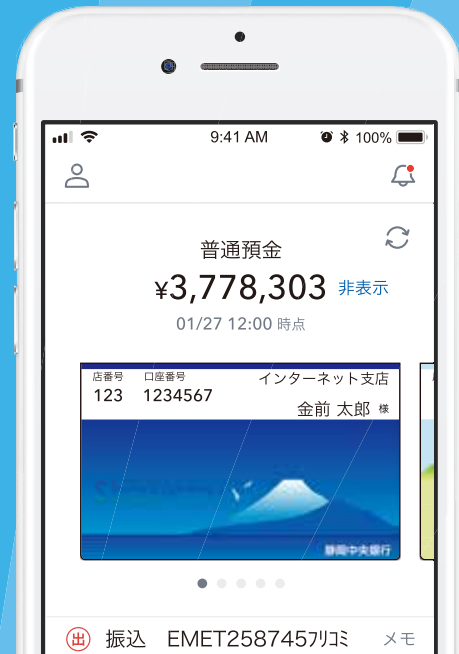 9:41 AM 100%
普通預金
¥3,778,303 非表示
01/27 12:00 時点
店番号 口座番号 インターネット支店
123 1234567
金前 太郎 様
静岡中央銀行
出 振込 EMET258745フリコミ メモ